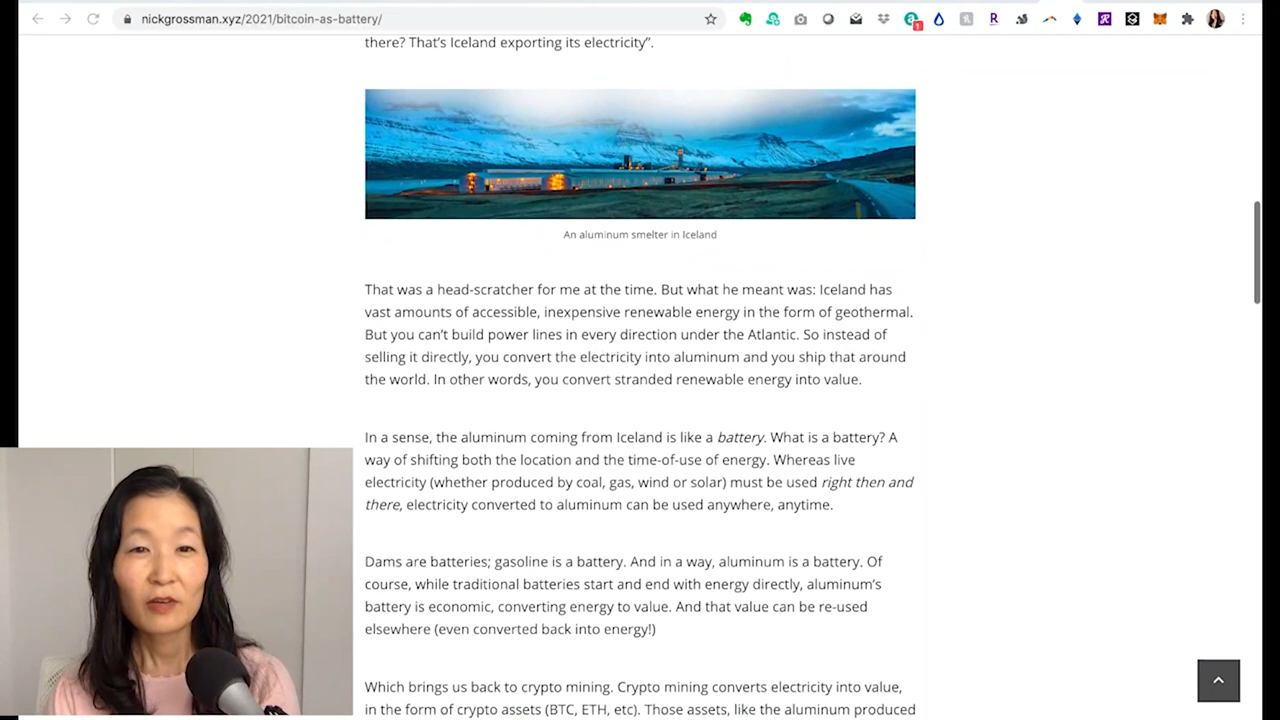 nickgrossman.xyz/2021/bitcoin-as-battery/
1
there? That's Iceland exporting its electricity".
An aluminum smelter in Iceland
That was a head-scratcher for me at the time. But what he meant was: Iceland has
vast amounts of accessible, inexpensive renewable energy in the form of geothermal.
But you can't build power lines in every direction under the Atlantic. So instead of
selling it directly, you convert the electricity into aluminum and you ship that around
the world. In other words, you convert stranded renewable energy into value.
In a sense, the aluminum coming from Iceland is like a battery. What is a battery? A
way of shifting both the location and the time-of-use of energy. Whereas live
electricity (whether produced by coal, gas, wind or solar) must be used right then and
there, electricity converted to aluminum can be used anywhere, anytime.
Dams are batteries; gasoline is a battery. And in a way, aluminum is a battery. Of
course, while traditional batteries start and end with energy directly, aluminum's
battery is economic, converting energy to value. And that value can be re-used
elsewhere (even converted back into energy!)
Which brings us back to crypto mining. Crypto mining converts electricity into value,
in the form of crypto assets (BTC, ETH, etc). Those assets, like the aluminum produced